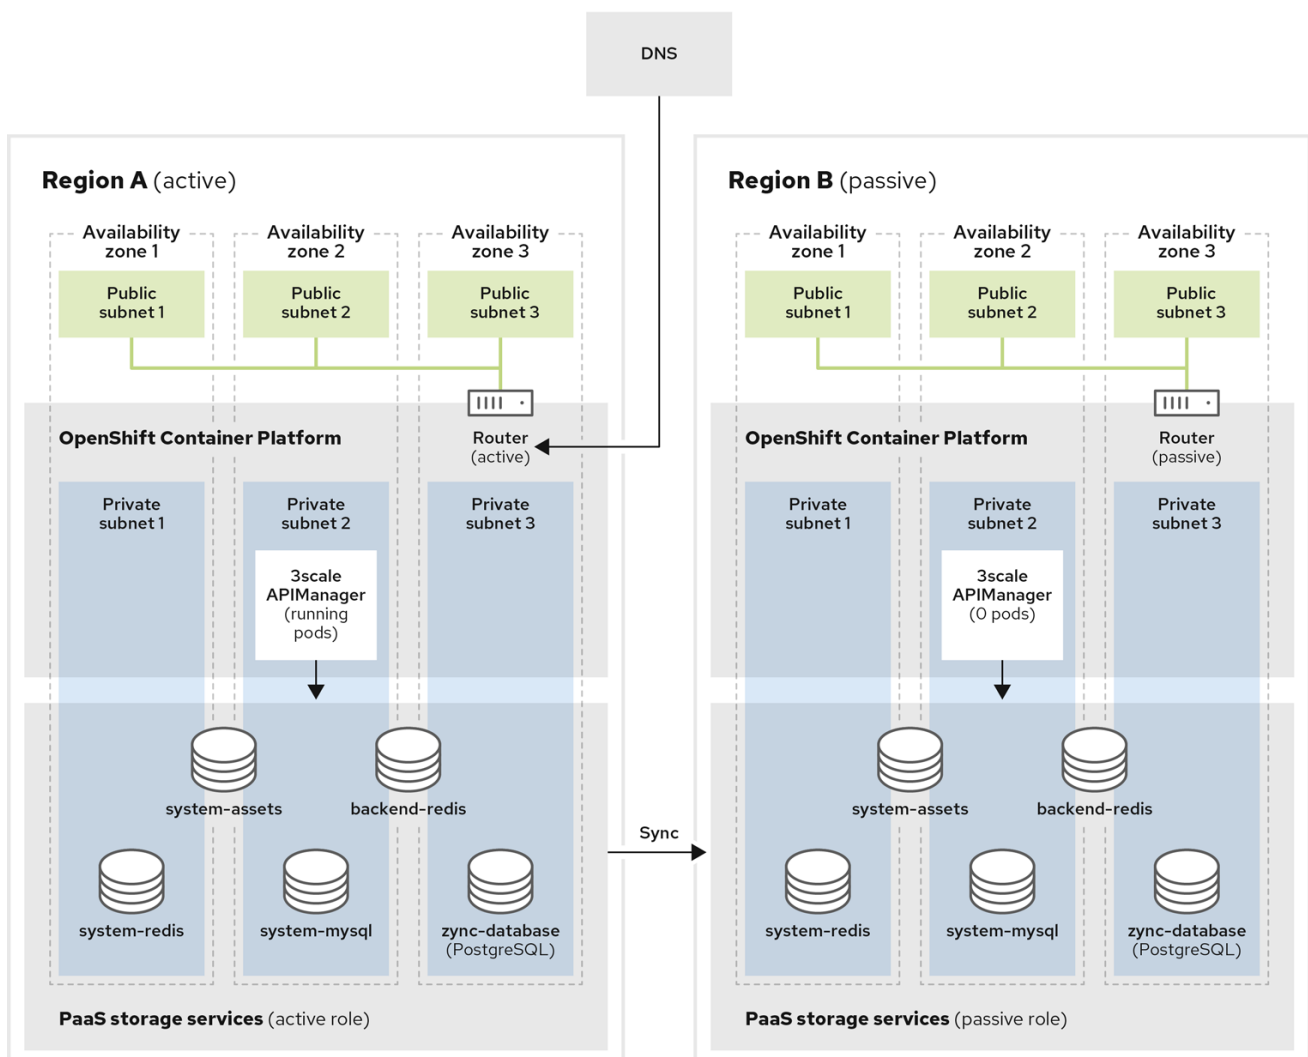 DNS
Region A (active)
Availability
zone 1
Availability
zone 2
Availability
zone 3
Public
subnet 1
Public
subnet 2
Public
subnet 3
OpenShift Container Platform
Router
(active)
Private
subnet 1
Private
subnet 2
Private
subnet 3
3scale
APIManager
(running
pods)
system-assets
backend-redis
system-redis
system-mysql
zync-database
(PostgreSQL)
PaaS storage services (active role)
Sync
Region B (passive)
Availability
zone 1
Availability
zone 2
Availability
zone 3
Public
subnet 1
Public
subnet 2
Public
subnet 3
OpenShift Container Platform
Router
(passive)
Private
subnet 1
Private
subnet 2
Private
subnet 3
3scale
APIManager
(0 pods)
system-assets
backend-redis
system-redis
system-mysql
zync-database
(PostgreSQL)
PaaS storage services (passive role)